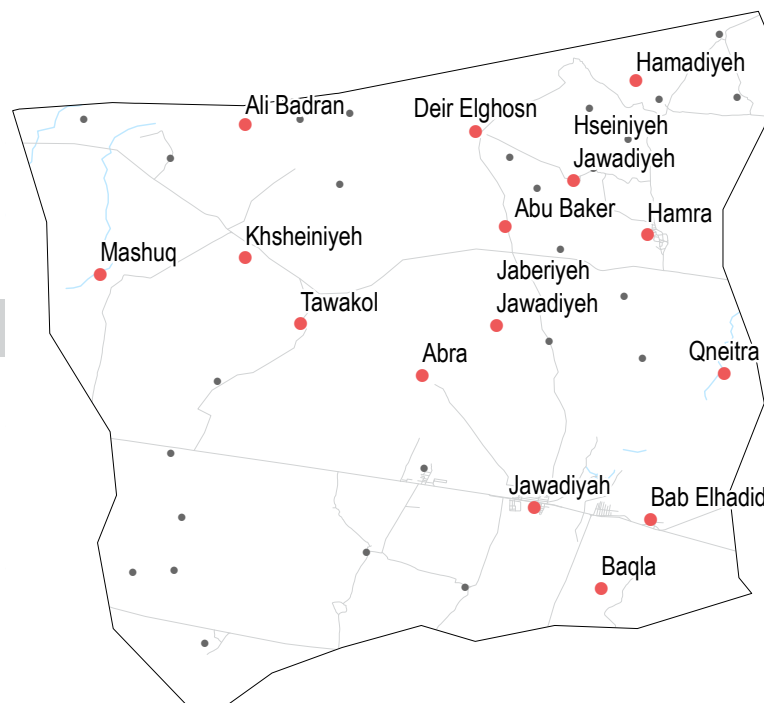 Hamadiyeh
Ali Badran
Deir Elghosn
Hseiniyeh
Jawadiyeh
Abu Baker
Hamra
Khsheiniyeh
Mashuq
Jaberiyeh
Jawadiyeh
Tawakol
Abra
Qneitra
Jawadiyah
Bab Elhadid
Baqla